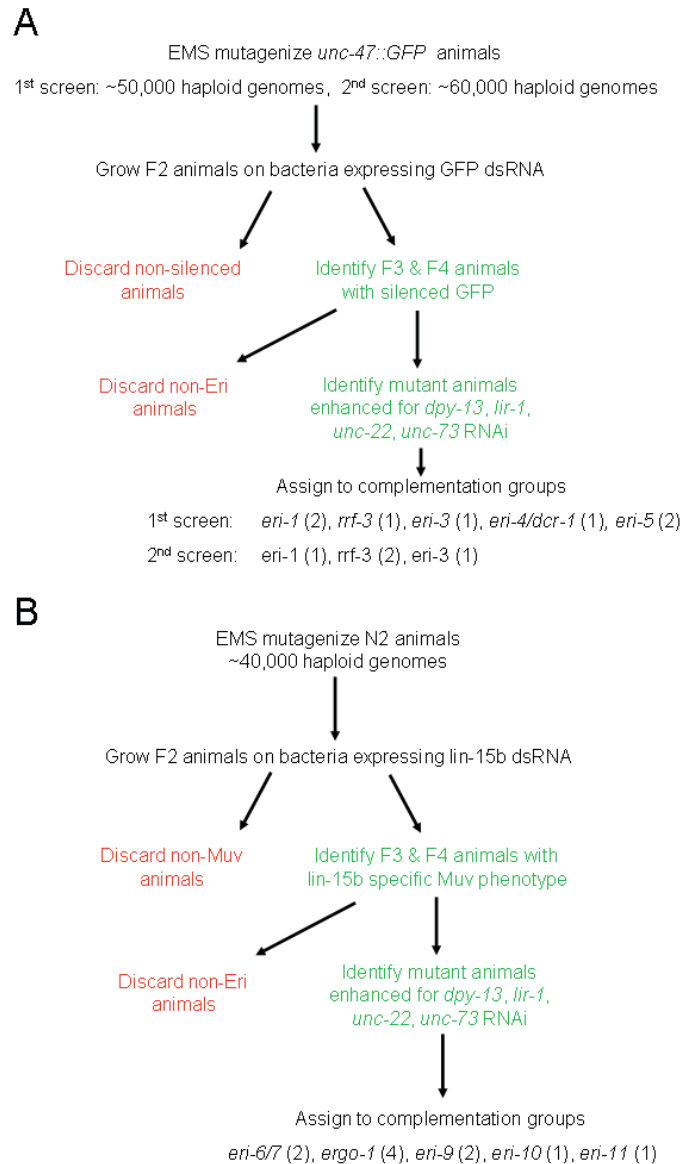 A
EMS mutagenize unc-47::GFP animals
1st screen: ~50,000 haploid genomes, 2nd screen: ~60,000 haploid genomes
Grow F2 animals on bacteria expressing GFP dsRNA
Discard non-silenced
animals
Identify F3 & F4 animals
with silenced GFP
Discard non-Eri
animals
Identify mutant animals
enhanced for dpy-13, lir-1,
unc-22, unc-73 RNAi
Assign to complementation groups
1st screen: eri-1 (2), rrf-3 (1), eri-3 (1), eri-4/dcr-1 (1), eri-5 (2)
2nd screen: eri-1 (1), rrf-3 (2), eri-3 (1)
B
EMS mutagenize N2 animals
~40,000 haploid genomes
Grow F2 animals on bacteria expressing lin-15b dsRNA
Discard non-Muv
animals
Identify F3 & F4 animals with
lin-15b specific Muv phenotype
Discard non-Eri
animals
Identify mutant animals
enhanced for dpy-13, lir-1,
unc-22, unc-73 RNAi
Assign to complementation groups
eri-6/7 (2), ergo-1 (4), eri-9 (2), eri-10 (1), eri-11 (1)